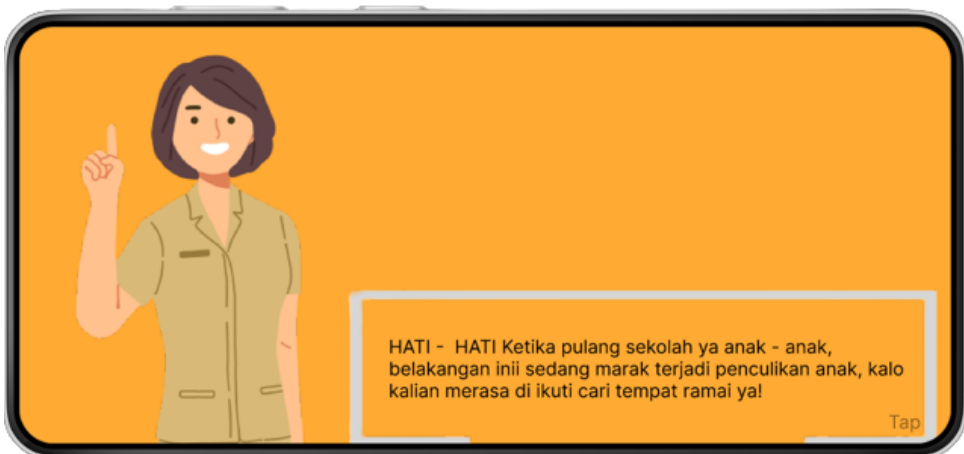 HATI -  HATI Ketika pulang sekolah ya anak - anak,
belakangan inii sedang marak terjadi penculikan anak, kalo
kalian merasa di ikuti cari tempat ramai ya!
Tap